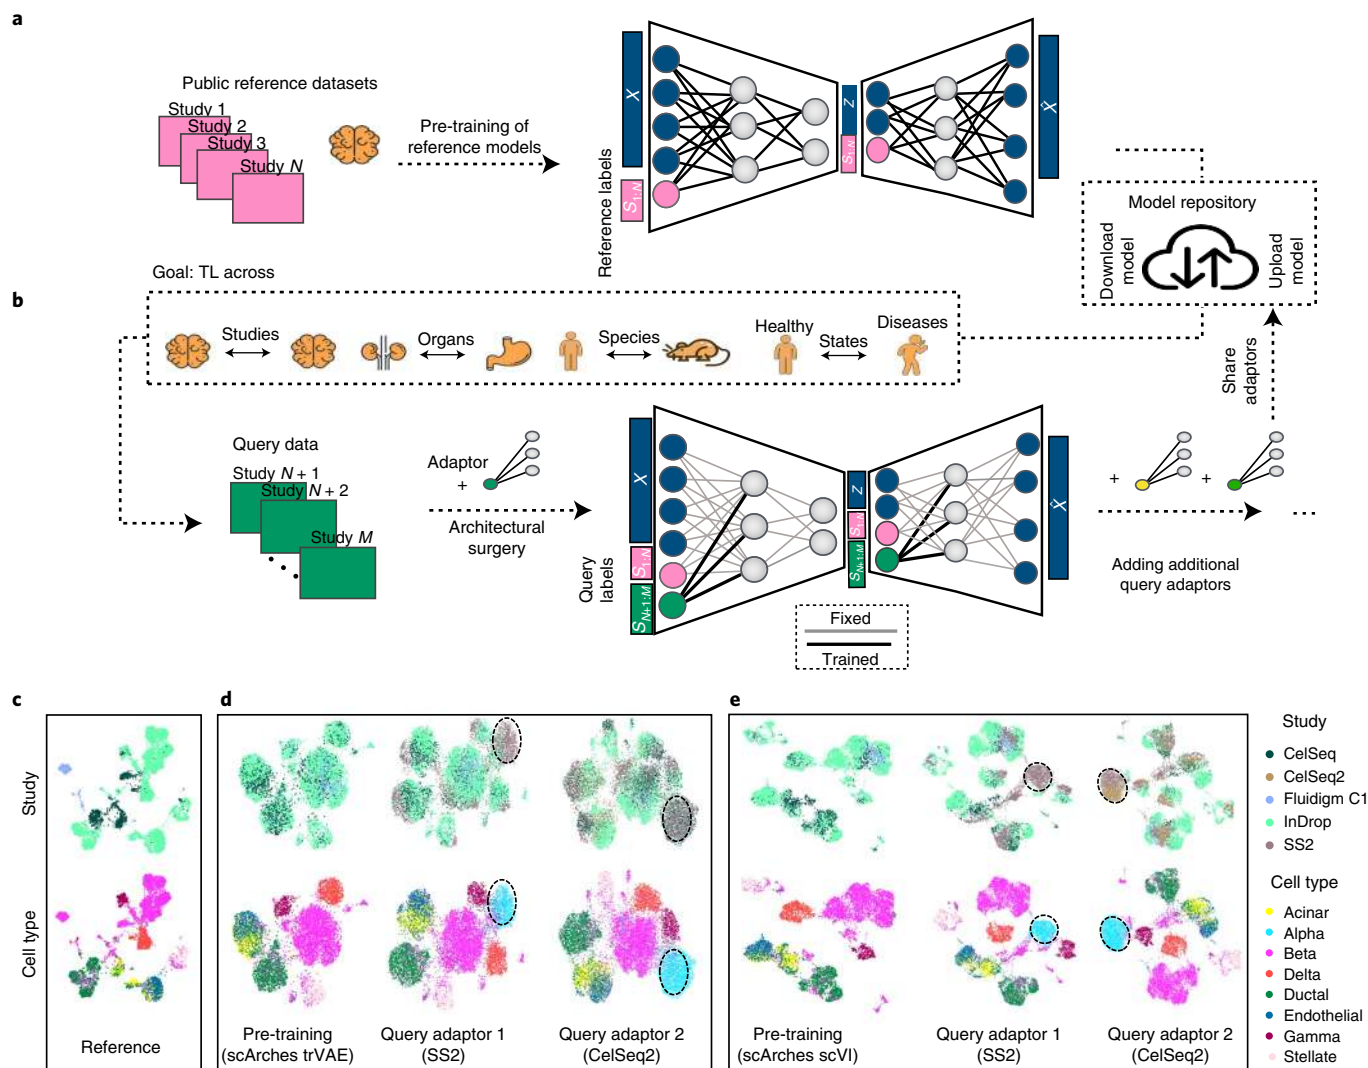 a
Public reference datasets
Study 1
Study 2
Study 3
Study N
Pre-training of
reference models
Reference labels
X
S1:N
Z
S1:N
X̂
Model repository
Download
model
Upload
model
Goal: TL across
b
Studies
Organs
Species
Healthy
States
Diseases
Share
adaptors
Query data
Study N + 1
Study N + 2
Study M
Adaptor
+
Architectural
surgery
Query
labels
X
S1:N
SN+1:M
Z
S1:N
SN+1:M
X̂
+ +
...
Adding additional
query adaptors
Fixed
Trained
c
d
e
Study
Cell type
Reference
Pre-training
(scArches trVAE)
Query adaptor 1
(SS2)
Query adaptor 2
(CelSeq2)
Pre-training
(scArches scVI)
Query adaptor 1
(SS2)
Query adaptor 2
(CelSeq2)
Study
CelSeq
CelSeq2
Fluidigm C1
InDrop
SS2
Cell type
Acinar
Alpha
Beta
Delta
Ductal
Endothelial
Gamma
Stellate